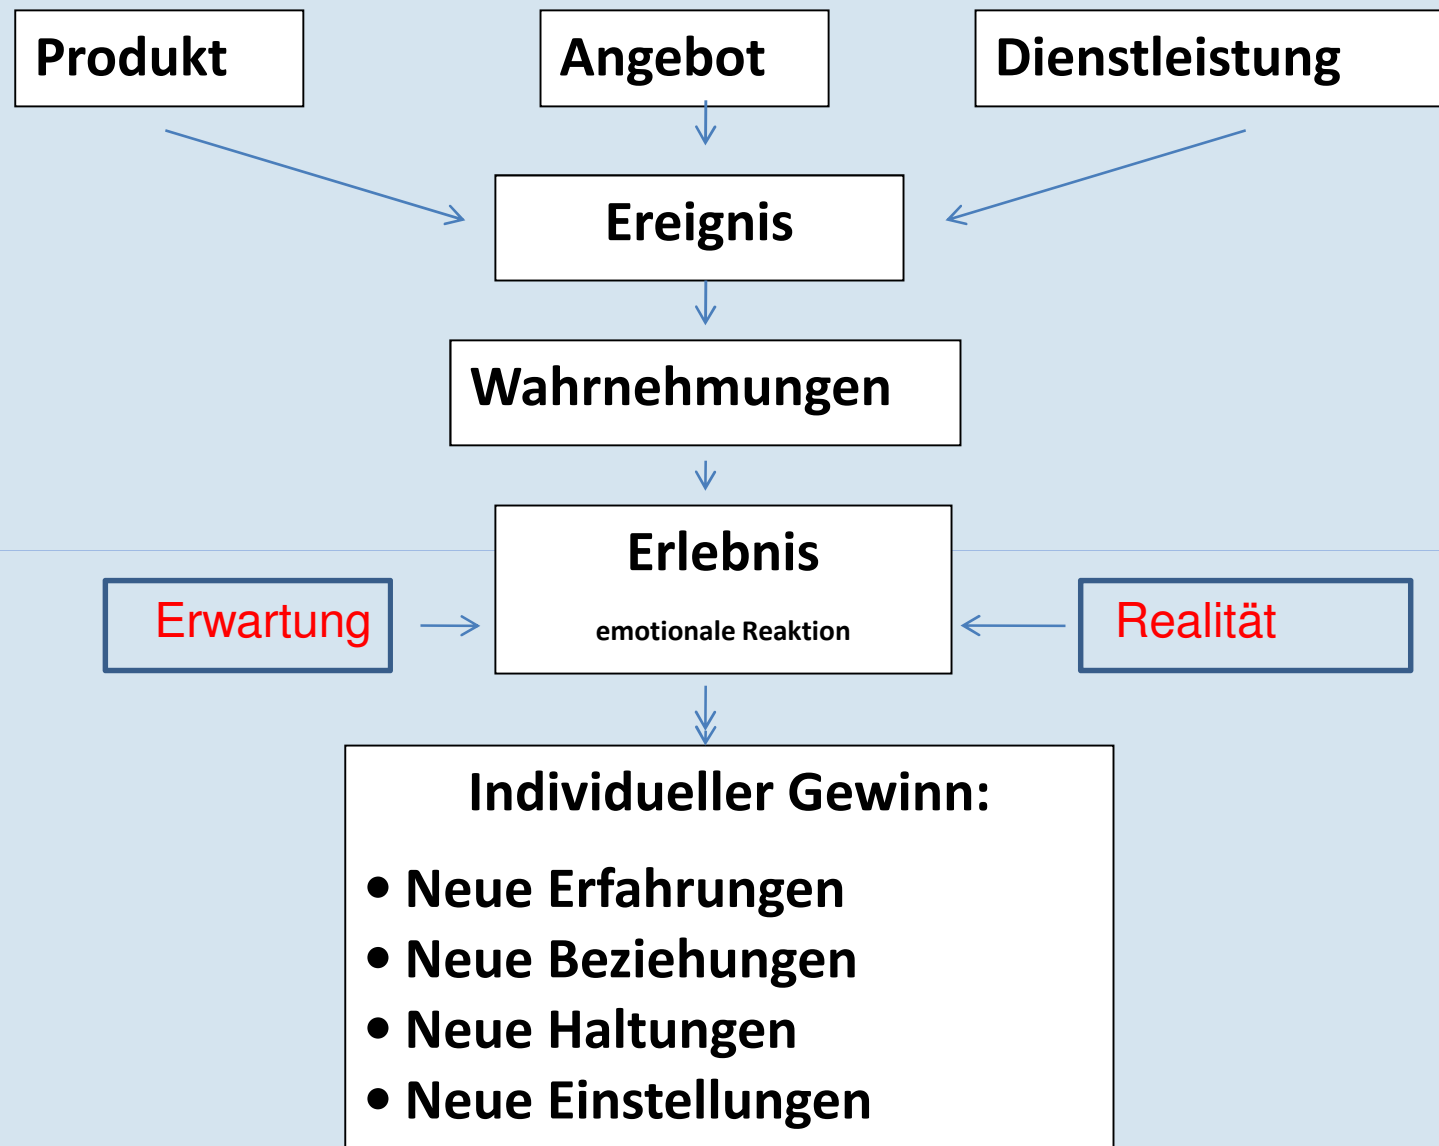 Produkt
Angebot
Dienstleistung
Ereignis
Wahrnehmungen
Erlebnis
Erwartung
emotionale Reaktion
Realität
Individueller Gewinn:
• Neue Erfahrungen
• Neue Beziehungen
• Neue Haltungen
• Neue Einstellungen